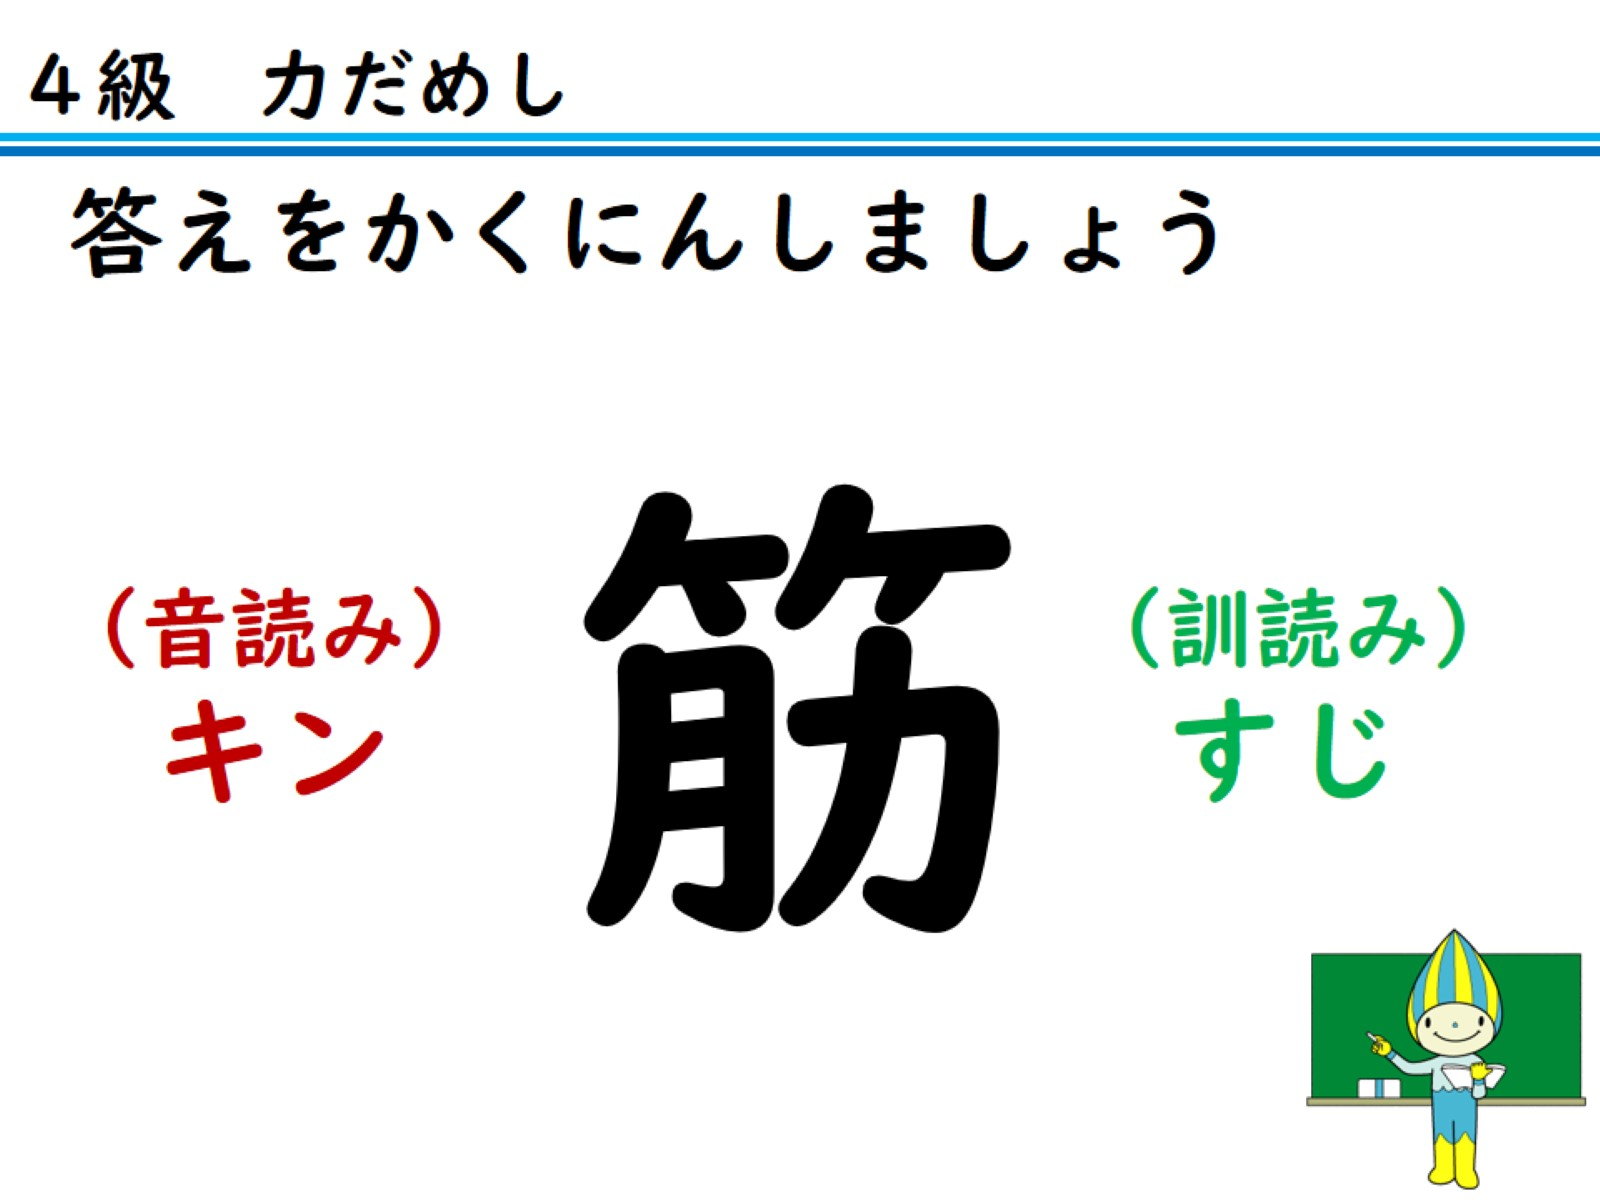 ４級　力だめし
答えをかくにんしましょう
筋
（音読み）
キン
（訓読み）
すじ